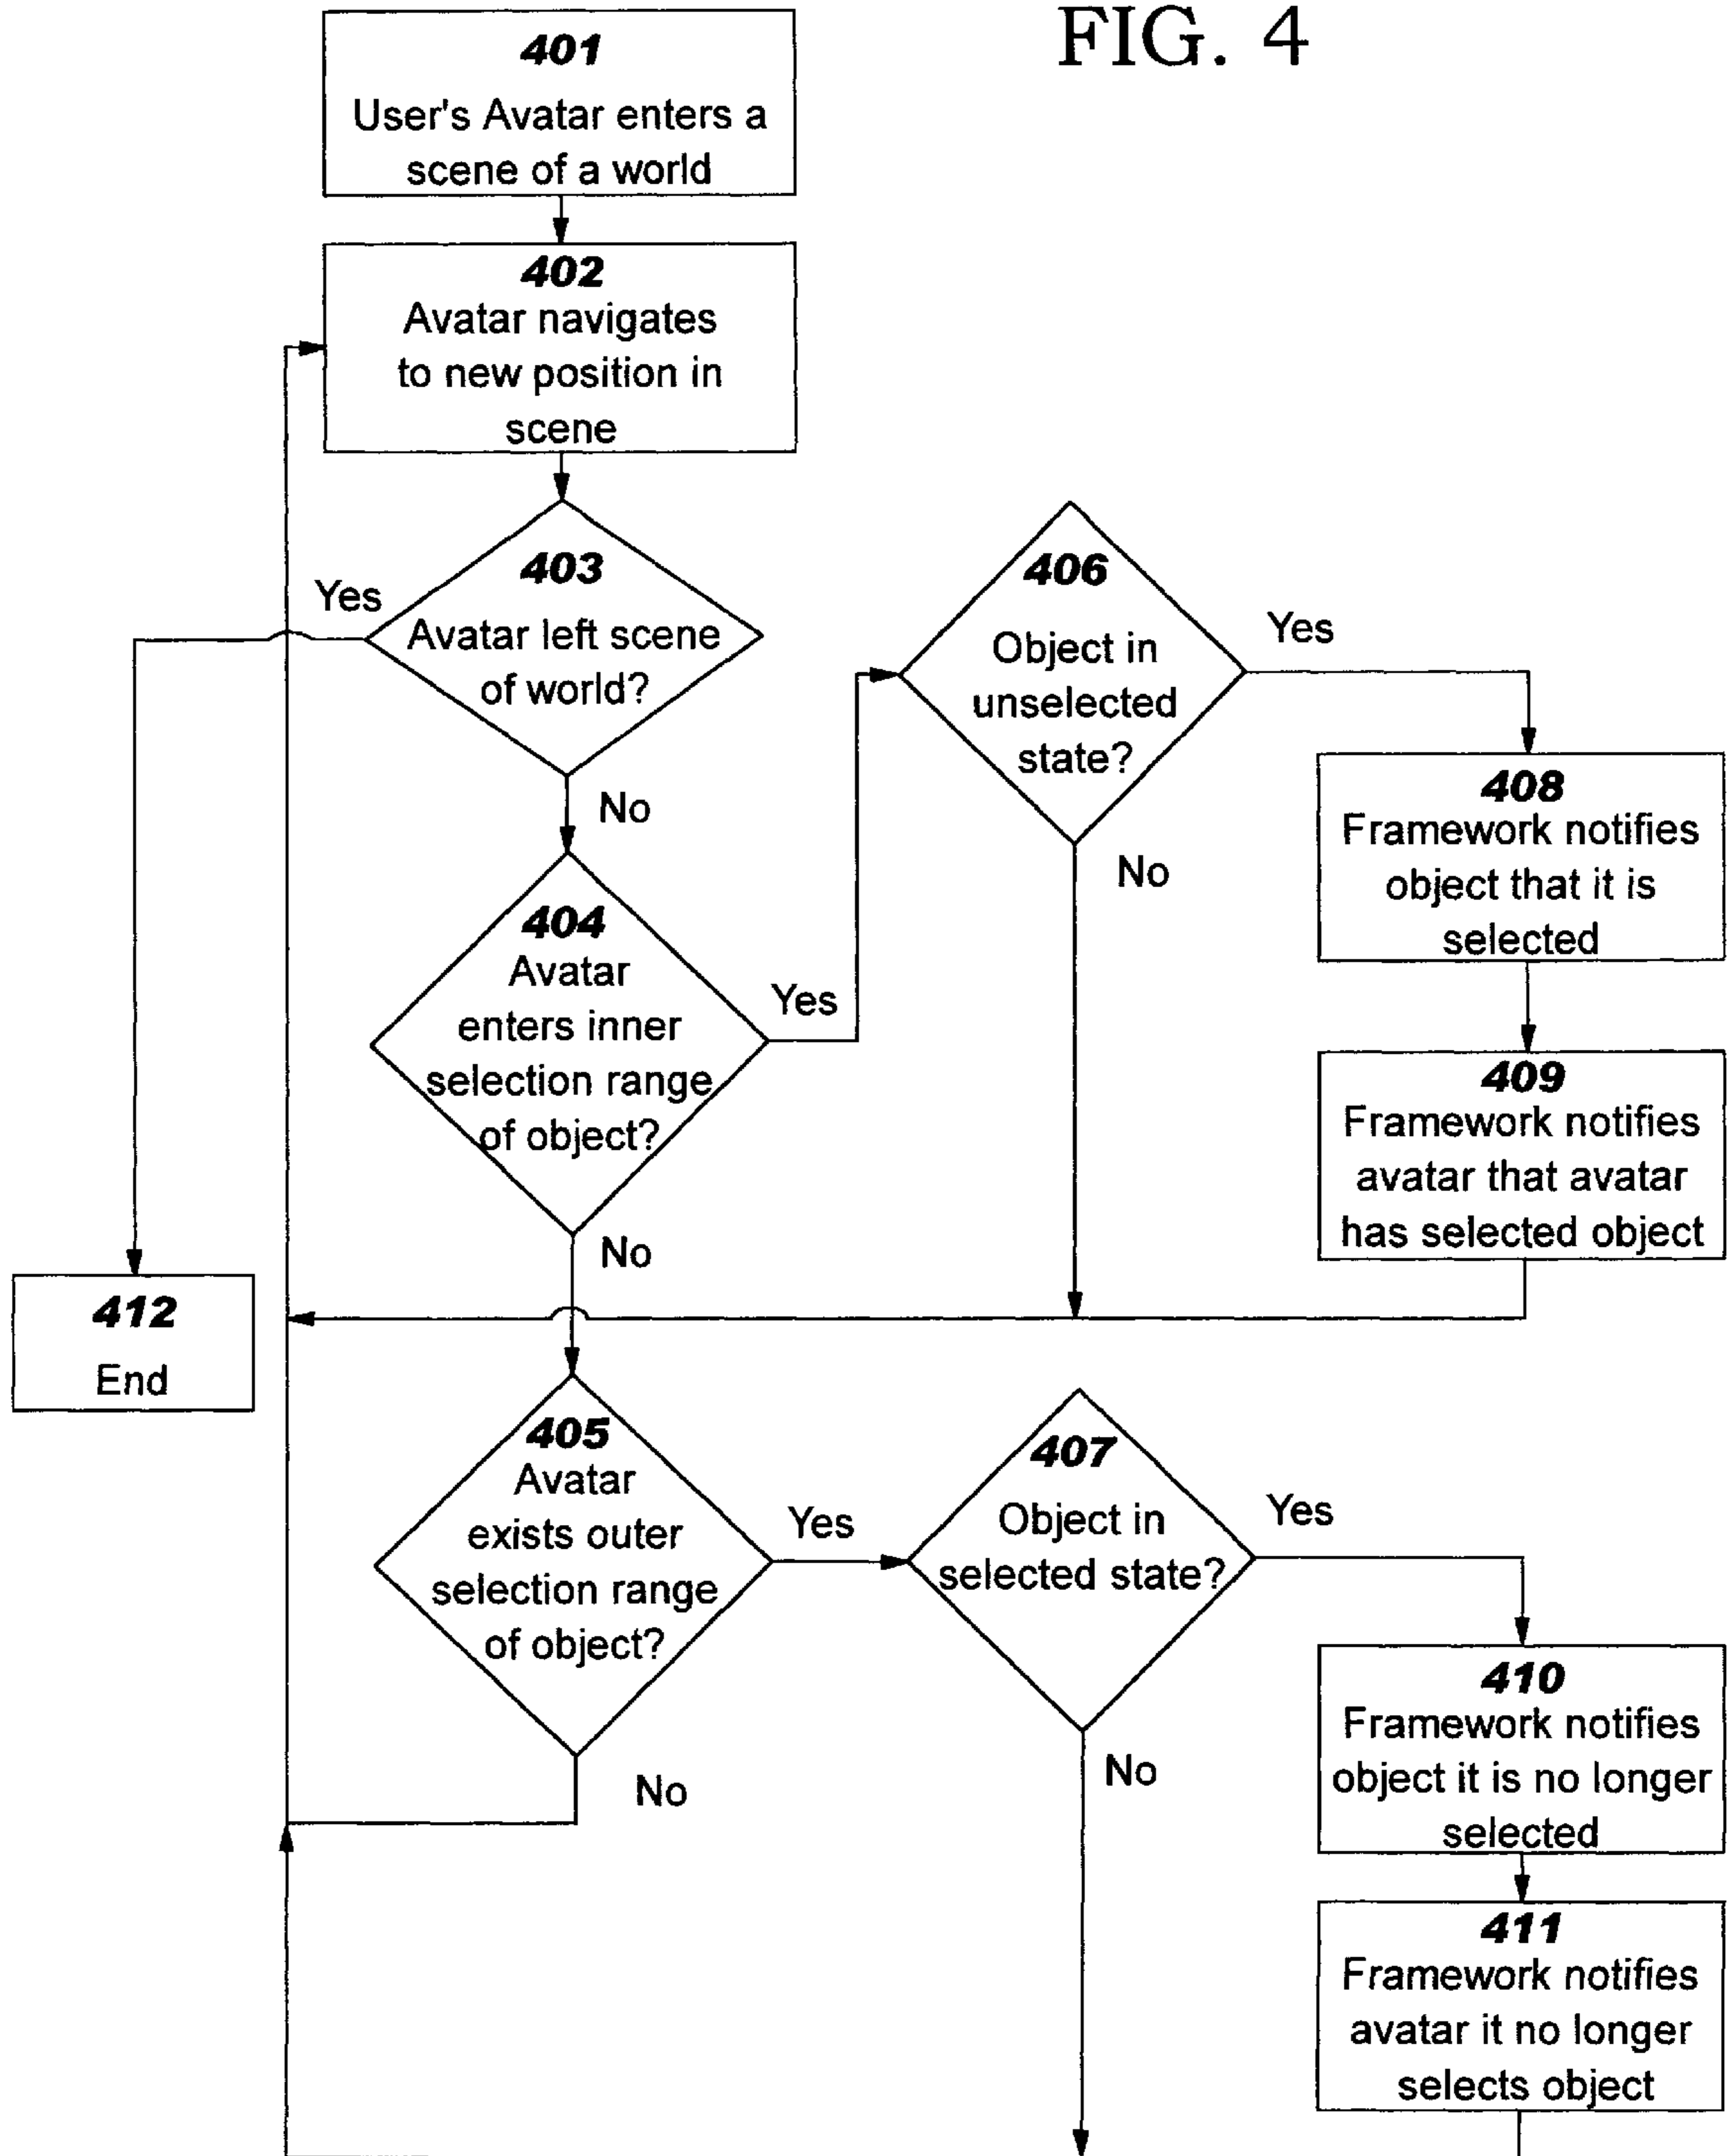 FIG. 4
401
User's Avatar enters a
scene of a world
402
Avatar navigates
to new position in
scene
403
Avatar left scene
of world?
Yes
No
404
Avatar
enters inner
selection range
of object?
Yes
No
406
Object in
unselected
state?
Yes
No
408
Framework notifies
object that it is
selected
409
Framework notifies
avatar that avatar
has selected object
412
End
405
Avatar
exists outer
selection range
of object?
Yes
No
407
Object in
selected state?
Yes
No
410
Framework notifies
object it is no longer
selected
411
Framework notifies
avatar it no longer
selects object